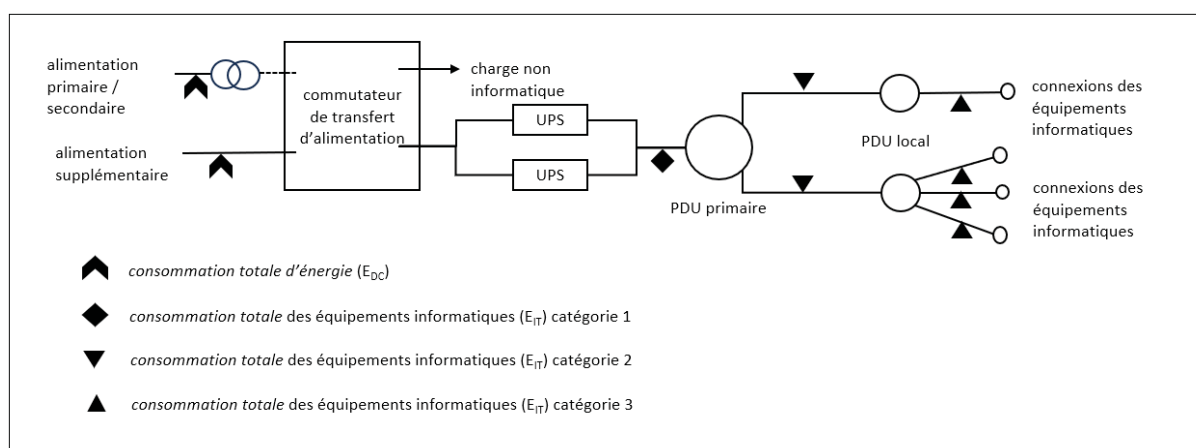 alimentation
primaire /
secondaire
commutateur
de transfert
d'alimentation
charge non
informatique
UPS
UPS
alimentation
supplémentaire
PDU primaire
PDU local
connexions des
équipements
informatiques
connexions des
équipements
informatiques
consommation totale d'énergie (EDC)
consommation totale des équipements informatiques (EIT) catégorie 1
consommation totale des équipements informatiques (EIT) catégorie 2
consommation totale des équipements informatiques (EIT) catégorie 3